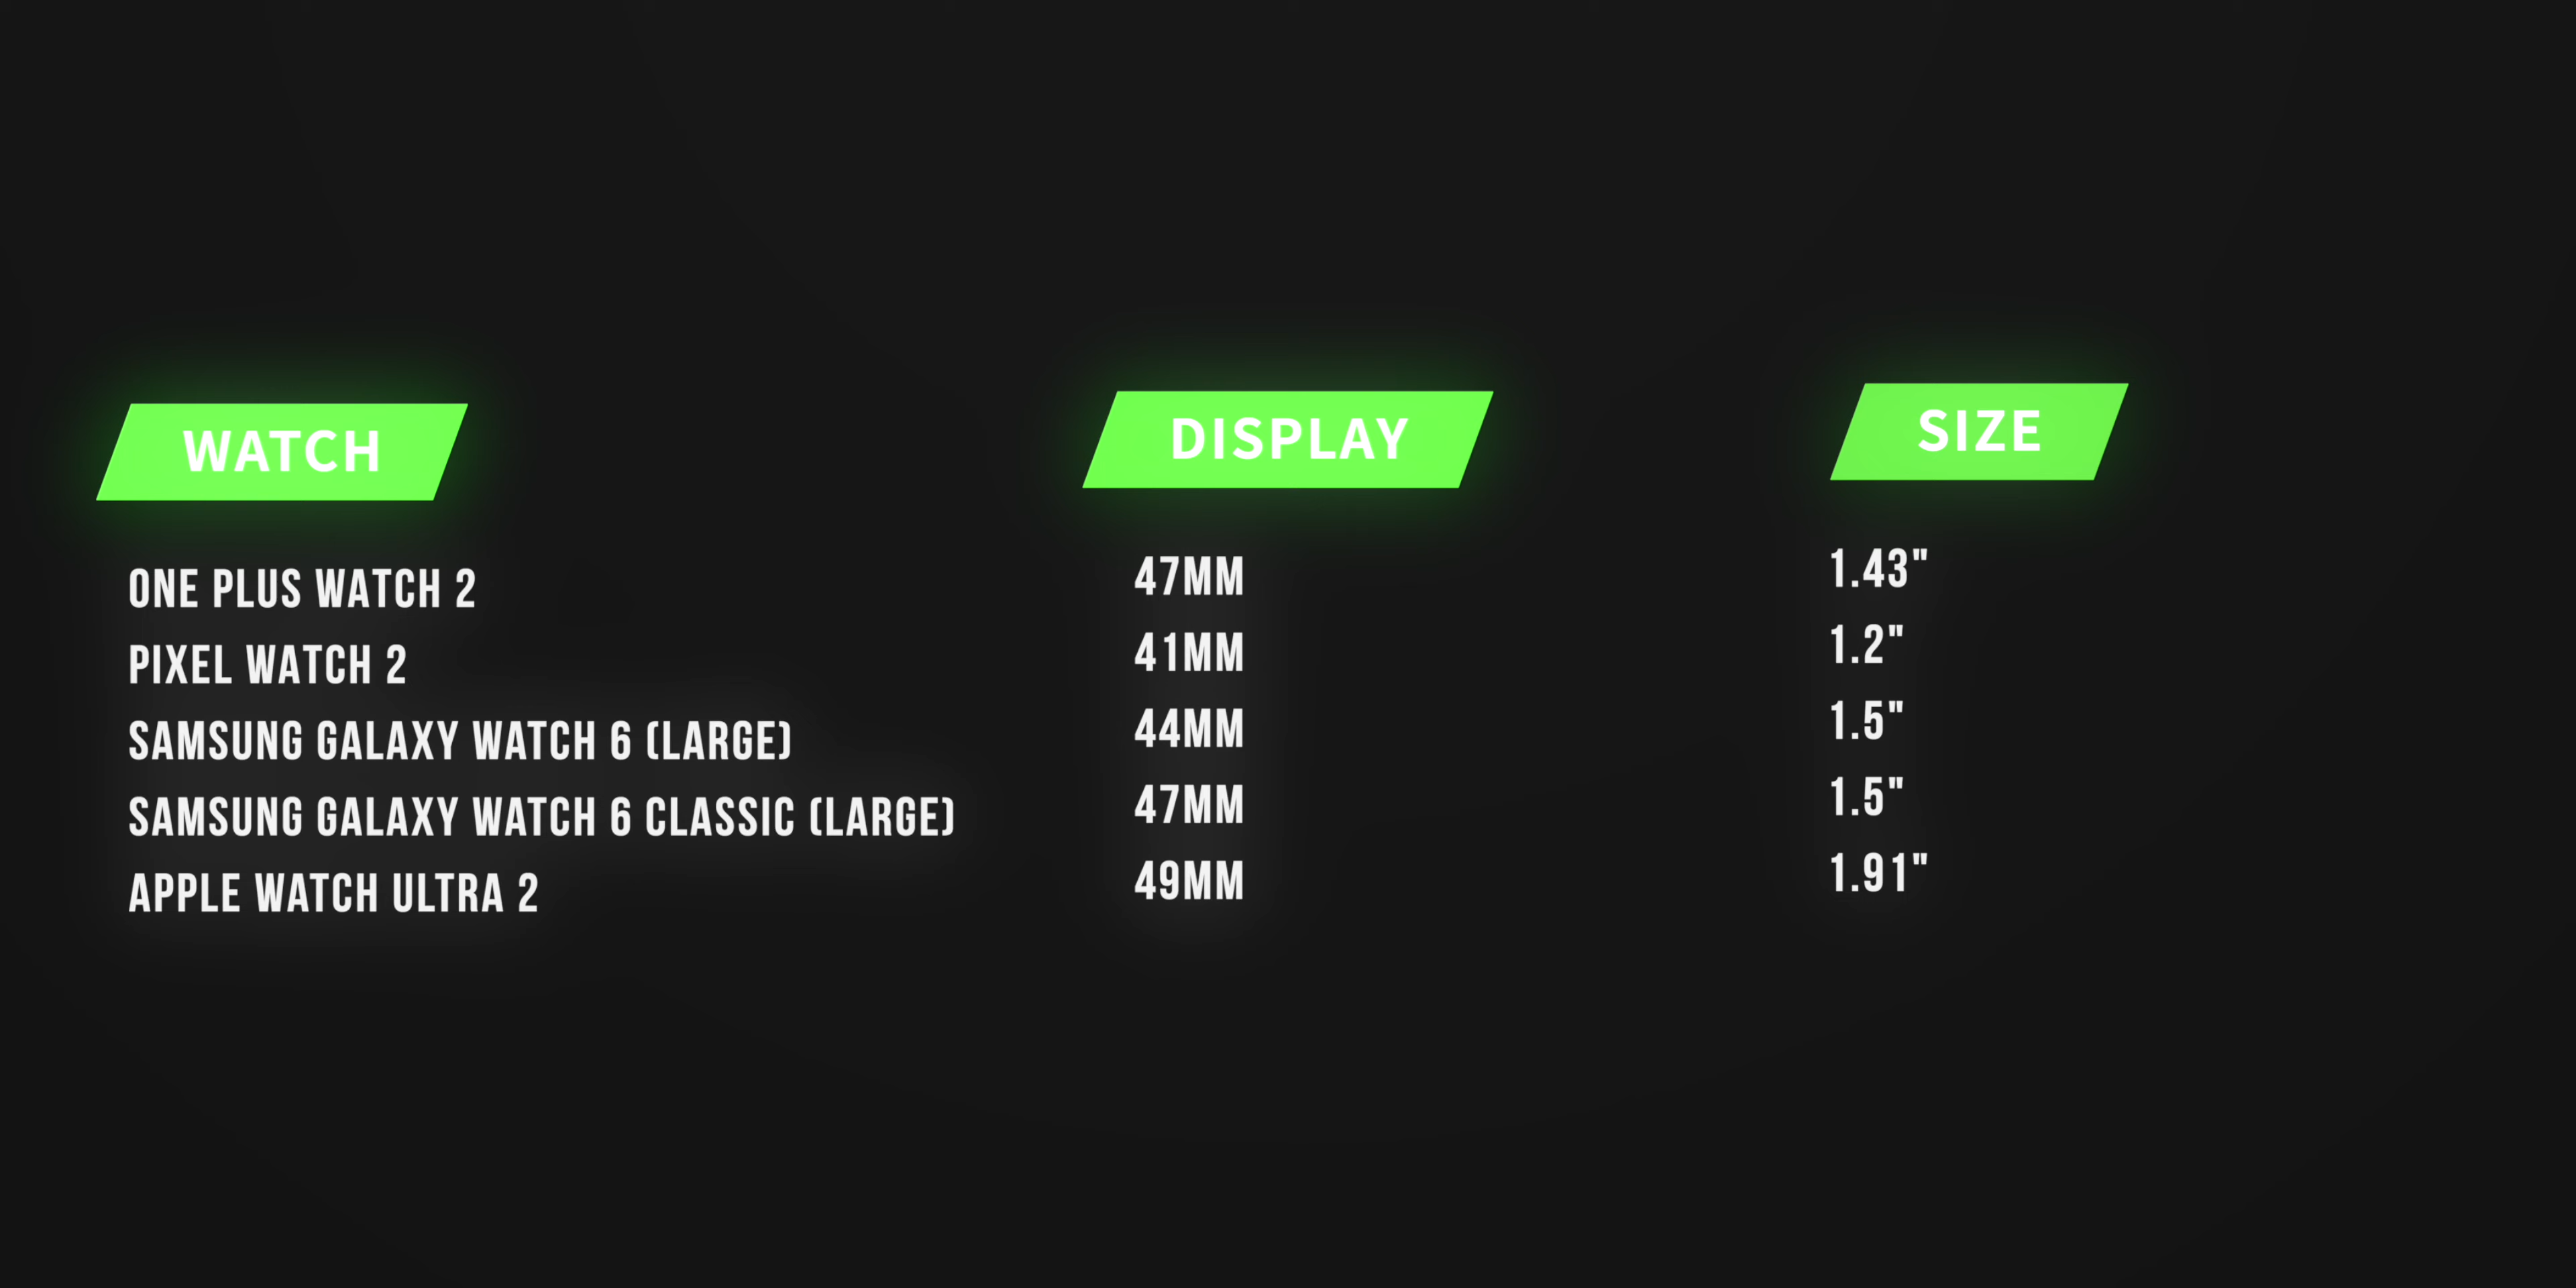 WATCH DISPLAY SIZE
ONE PLUS WATCH 2 47MM 1.43"
PIXEL WATCH 2 41MM 1.2"
SAMSUNG GALAXY WATCH 6 (LARGE) 44MM 1.5"
SAMSUNG GALAXY WATCH 6 CLASSIC (LARGE) 47MM 1.5"
APPLE WATCH ULTRA 2 49MM 1.91"